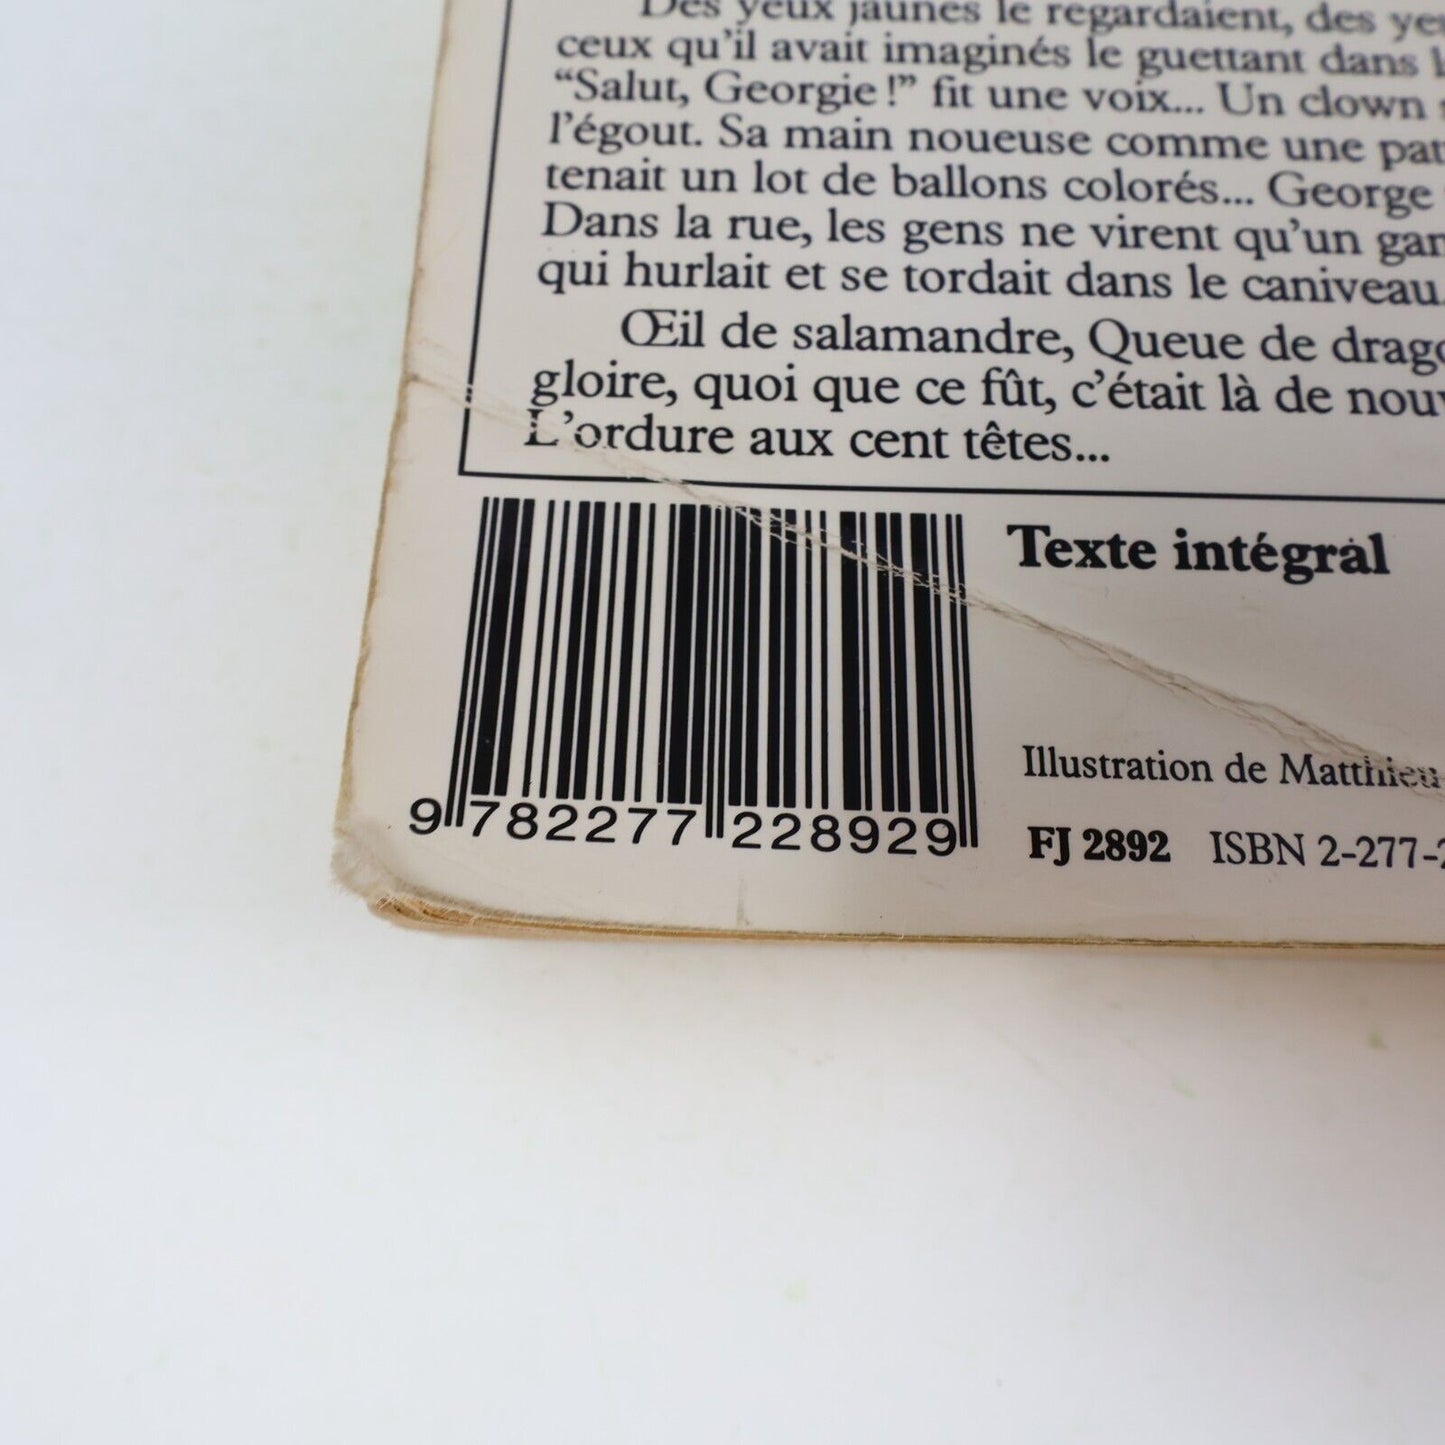 Des yeux jaunes le regardaient, des
ceux qu'il avait imaginés le guettant dans
“Salut, Georgie !” fit une voix... Un clown
l'égout. Sa main noueuse comme une
tenait un lot de ballons colorés... George
Dans la rue, les gens ne virent qu'un
qui hurlait et se tordait dans le caniveau
Œil de salamandre, Queue de
gloire, quoi que ce fût, c'était là de
L'ordure aux cent têtes...
Texte intégral
Illustration de Matthieu
9 782277 228929
FJ 2892 ISBN 2-277-2